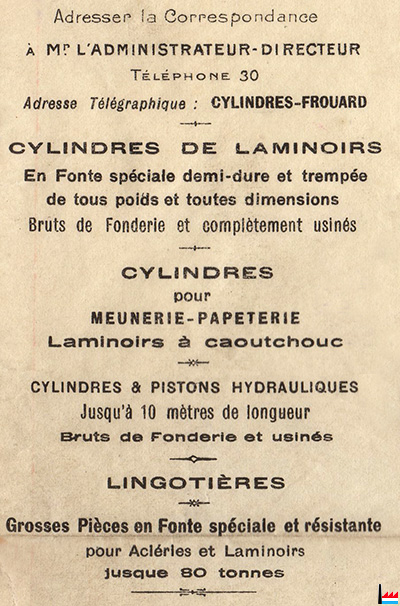 Adresser la Correspondance
À Mr L'ADMINISTRATEUR-DIRECTEUR
TÉLÉPHONE 30
Adresse Télégraphique : CYLINDRES-FROUARD
CYLINDRES DE LAMINOIRS
En Fonte spéciale demi-dure et trempée
de tous poids et toutes dimensions
Bruts de Fonderie et complètement usinés
CYLINDRES
pour
MEUNERIE-PAPETERIE
Laminoirs à caoutchouc
CYLINDRES & PISTONS HYDRAULIQUES
Jusqu'à 10 mètres de longueur
Bruts de Fonderie et usinés
LINGOTIÈRES
Grosses Pièces en Fonte spéciale et résistante
pour Aciéries et Laminoirs
jusque 80 tonnes